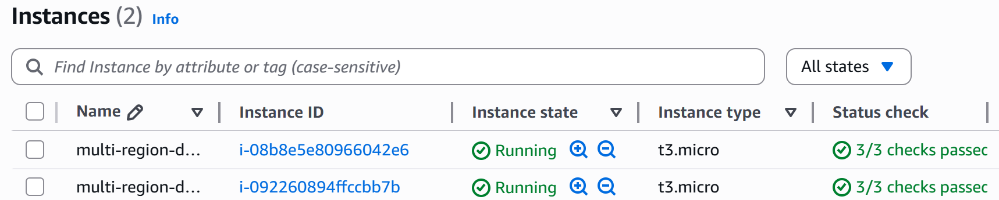 Instances (2) Info
Find Instance by attribute or tag (case-sensitive)
All states
Name Instance ID Instance state Instance type Status check
multi-region-d... i-08b8e5e80966042e6 Running t3.micro 3/3 checks passed
multi-region-d... i-092260894ffccbb7b Running t3.micro 3/3 checks passed